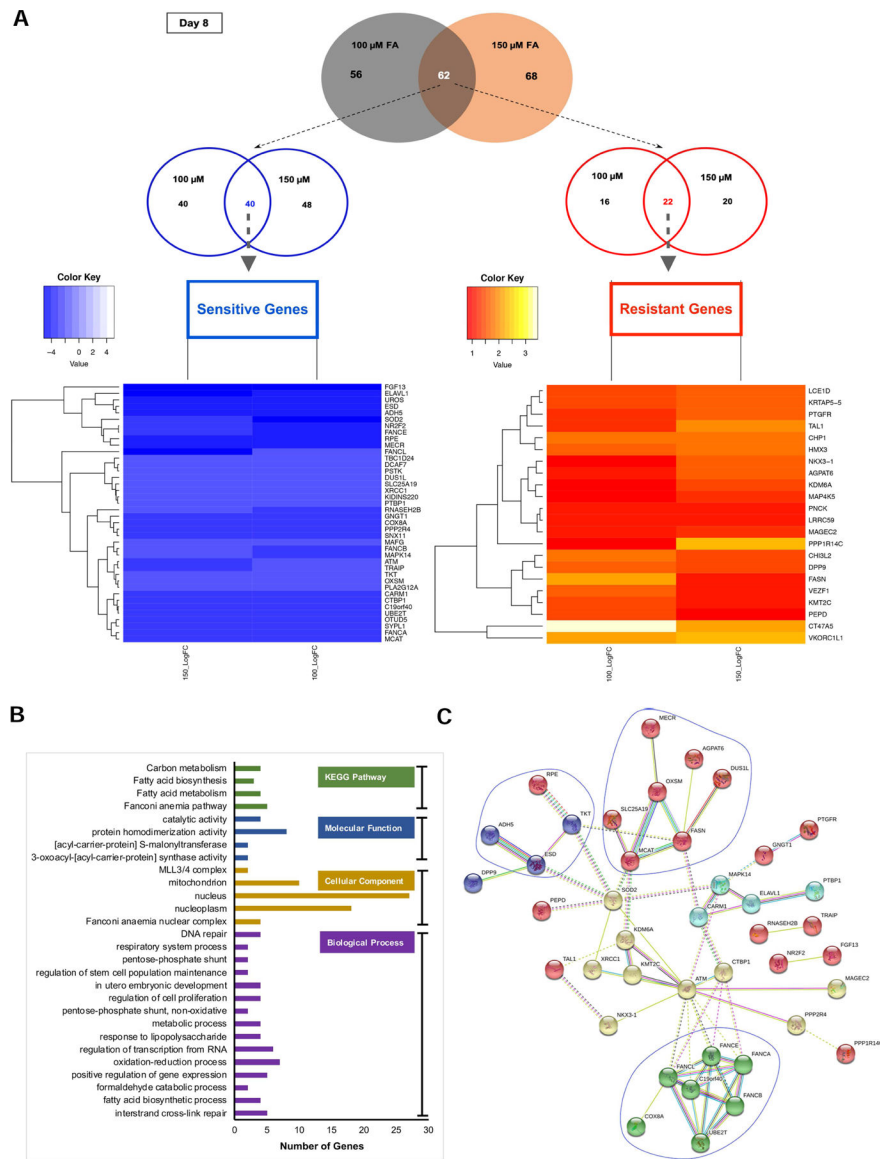 A
Day 8
100 µM FA
150 µM FA
56
62
68
100 µM
150 µM
40
40
48
100 µM
150 µM
16
22
20
Color Key
-4 0 2 4
Value
Sensitive Genes
Color Key
1 2 3
Value
Resistant Genes
FGF13
ELAVL1
UROS
ESD
ADH5
SOD2
NR2F2
FANCE
RPE
MECR
FANCL
TBC1D24
DCAF7
PSTK
DUS1L
SLC25A19
XRCC1
KIDINS220
PTBP1
RNASEH2B
GNGT1
COX8A
PPP2R4
SNX11
MAFG
FANCB
MAPK14
ATM
TRAIP
TKT
OXSM
PLA2G12A
CARM1
CTBP1
C19orf40
UBE2T
OTUD5
SYPL1
FANCA
MCAT
150_LogFC
100_LogFC
LCE1D
KRTAP5-5
PTGFR
TAL1
CHP1
HMX3
NKX3-1
AGPAT6
KDM6A
MAP4K5
PNCK
LRRC59
MAGEC2
PPP1R14C
CHI3L2
DPP9
FASN
VEZF1
KMT2C
PEPD
CT47A5
VKORC1L1
100_LogFC
150_LogFC
B
Carbon metabolism
Fatty acid biosynthesis
Fatty acid metabolism
Fanconi anemia pathway
catalytic activity
protein homodimerization activity
[acyl-carrier-protein] S-malonyltransferase
3-oxoacyl-[acyl-carrier-protein] synthase activity
MLL3/4 complex
mitochondrion
nucleus
nucleoplasm
Fanconi anaemia nuclear complex
DNA repair
respiratory system process
pentose-phosphate shunt
regulation of stem cell population maintenance
in utero embryonic development
regulation of cell proliferation
pentose-phosphate shunt, non-oxidative
metabolic process
response to lipopolysaccharide
regulation of transcription from RNA
oxidation-reduction process
positive regulation of gene expression
formaldehyde catabolic process
fatty acid biosynthetic process
interstrand cross-link repair
KEGG Pathway
Molecular Function
Cellular Component
Biological Process
0 5 10 15 20 25 30
Number of Genes
C
MECR
AGPAT6
RPE
OXSM
DUS1L
SLC25A19
TKT
ADH5
FASN
PTGFR
ESD
MCAT
GNGT1
DPP9
MAPK14
SOD2
ELAVL1
PTBP1
PEPD
CARM1
TRAIP
RNASEH2B
KDM6A
FGF13
TAL1
XRCC1
KMT2C
CTBP1
NR2F2
ATM
MAGEC2
NKX3-1
PPP2R4
PPP1R14C
FANCE
FANCA
FANCL
C19orf40
FANCB
COX8A
UBE2T